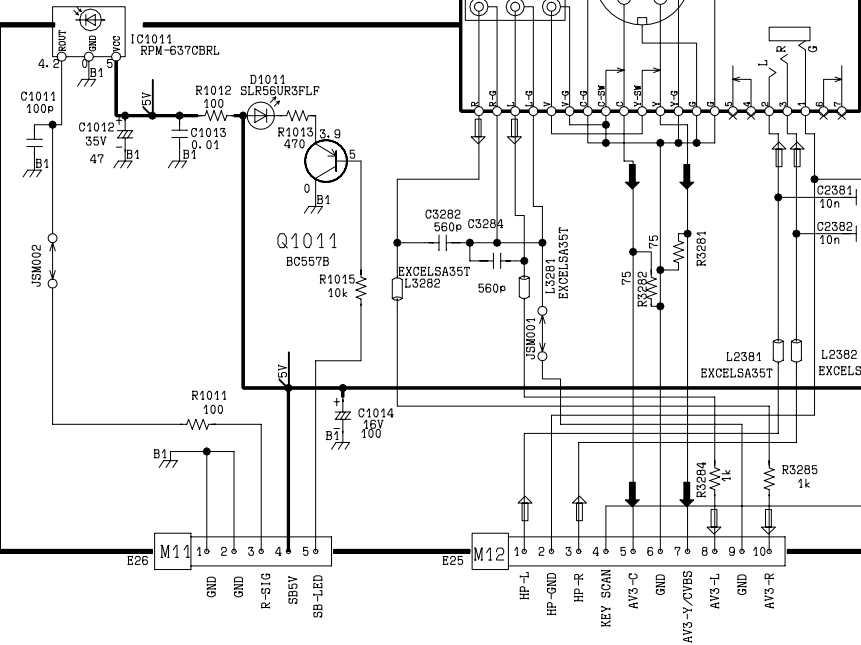 ROUT
GND
VCC
IC1011
RPM-637CBRL
4.2
0
5
B1
C1011
100p
B1
5V
C1012
35V
47
+
B1
C1013
0.01
B1
R1012
100
D1011
SLR56UR3FLF
R1013
470
3.9
5
0
B1
Q1011
BC557B
R1015
10k
JSM002
R
R-G
L
L-G
V
V-G
C-G
C-SW
C
Y-SW
Y
Y-G
G
G
5
4
2
3
1
6
7
L
R
G
C3282
560p
C3284
560p
EXCELSA35T
L3282
L3281
EXCELSA35T
JSM001
75
R3282
75
R3281
C2381
10n
C2382
10n
L2381
EXCELSA35T
L2382
EXCELS
5V
R1011
100
B1
+
C1014
16V
100
B1
R3284
1k
R3285
1k
E26
M11
1
2
3
4
5
GND
GND
R-SIG
SB5V
SB-LED
E25
M12
1
2
3
4
5
6
7
8
9
10
HP-L
HP-GND
HP-R
KEY SCAN
AV3-C
GND
AV3-Y/CVBS
AV3-L
GND
AV3-R